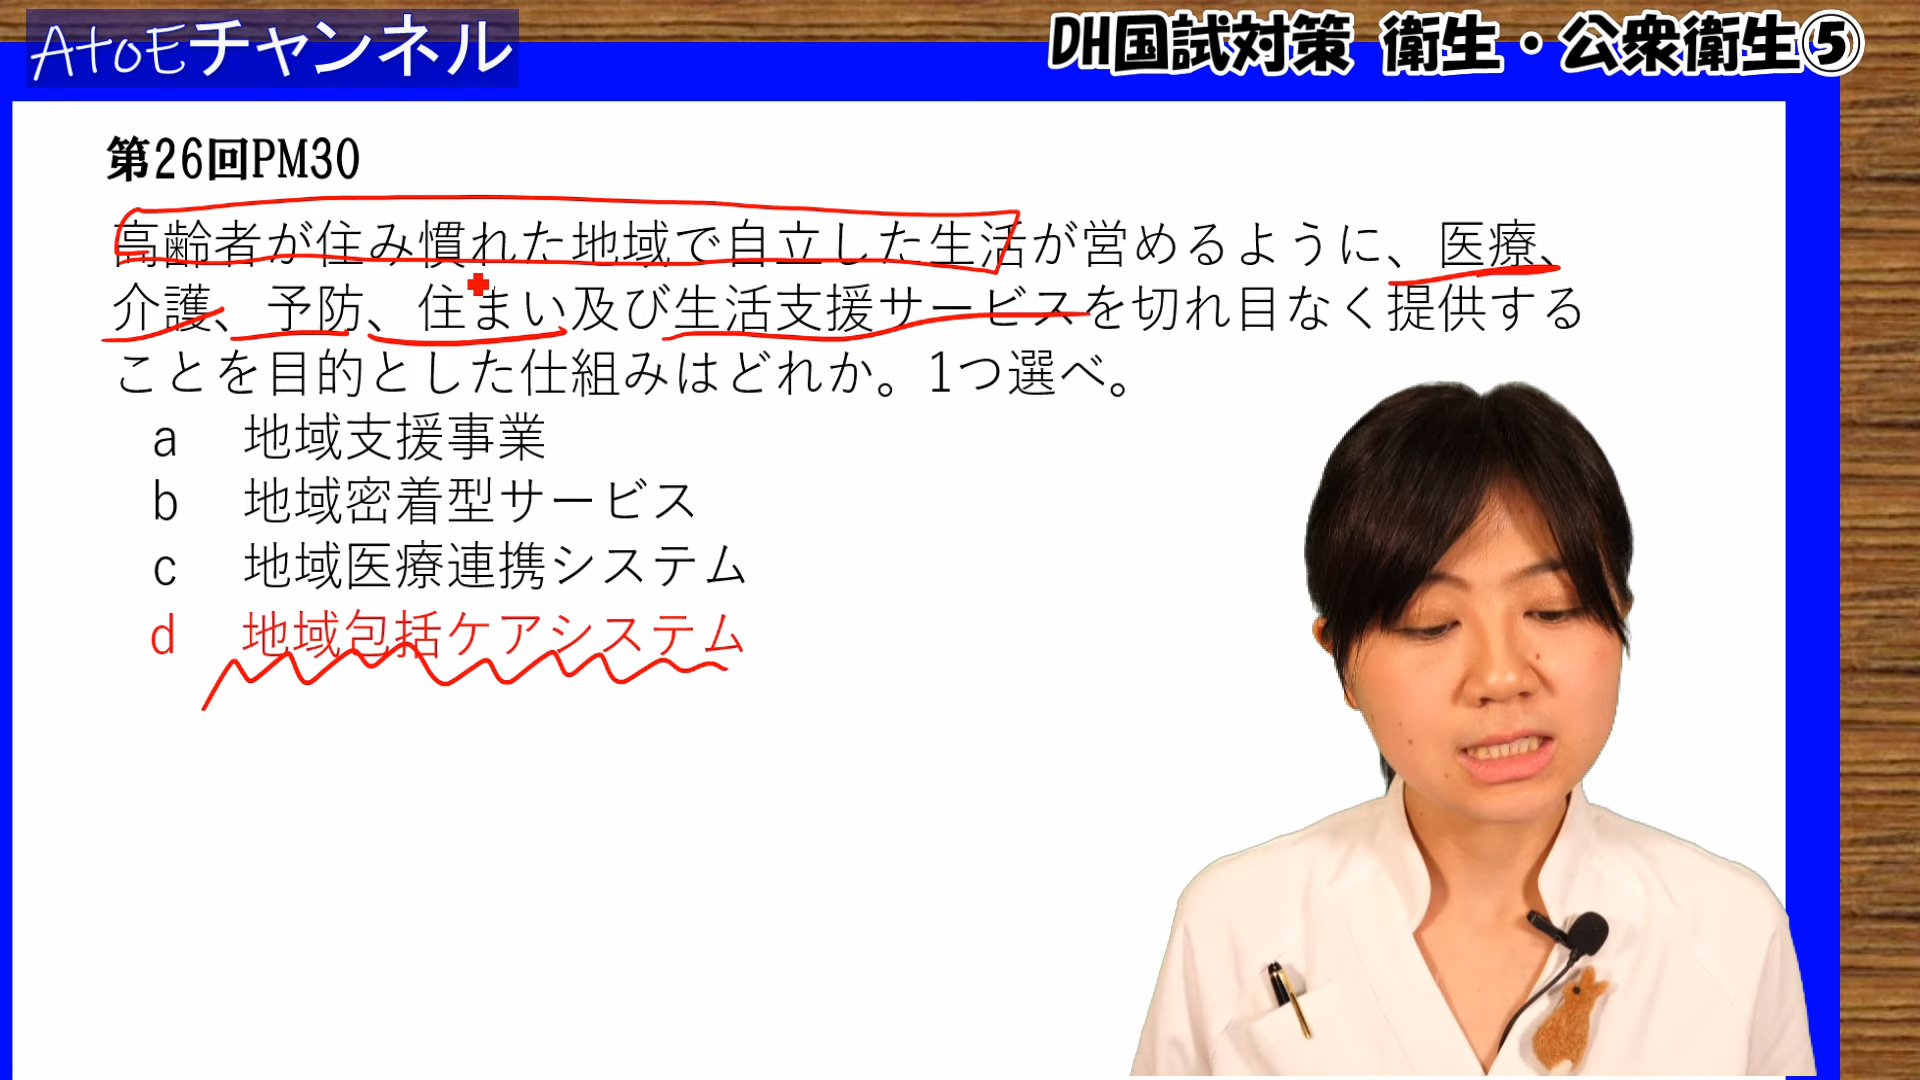 AtoEチャンネル
DH国試対策 衛生・公衆衛生⑤
第26回PM30
高齢者が住み慣れた地域で自立した生活が営めるように、医療、
介護、予防、住まい及び生活支援サービスを切れ目なく提供する
ことを目的とした仕組みはどれか。1つ選べ。
a 地域支援事業
b 地域密着型サービス
c 地域医療連携システム
d 地域包括ケアシステム